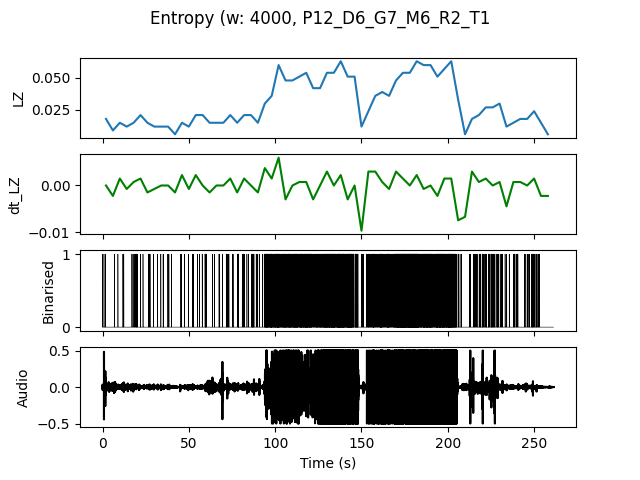 Entropy (w: 4000, P12_D6_G7_M6_R2_T1
LZ
0.050
0.025
dt_LZ
0.00
−0.01
Binarised
1
0
Audio
0.5
0.0
−0.5
0 50 100 150 200 250
Time (s)